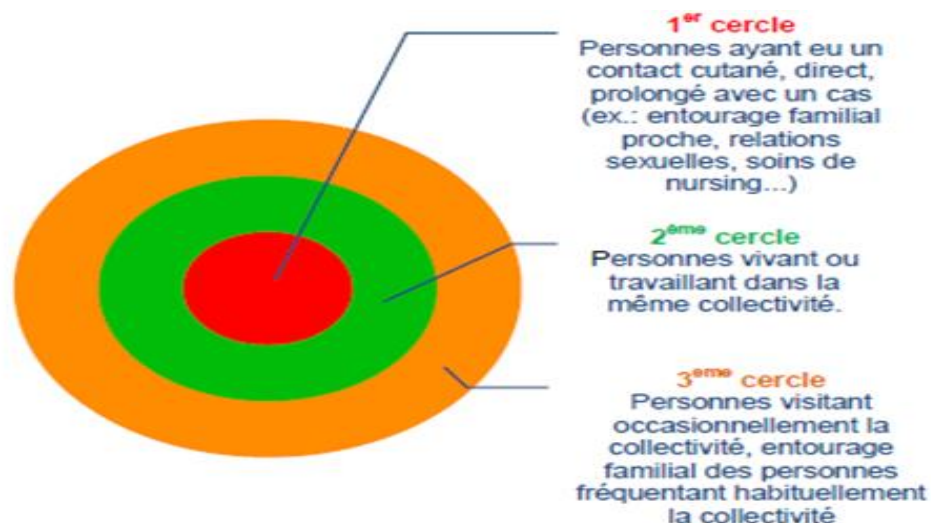 1er cercle
Personnes ayant eu un
contact cutané, direct,
prolongé avec un cas
(ex.: entourage familial
proche, relations
sexuelles, soins de
nursing...)
2ème cercle
Personnes vivant ou
travaillant dans la
même collectivité.
3eme cercle
Personnes visitant
occasionnellement la
collectivité, entourage
familial des personnes
fréquentant habituellement
la collectivité